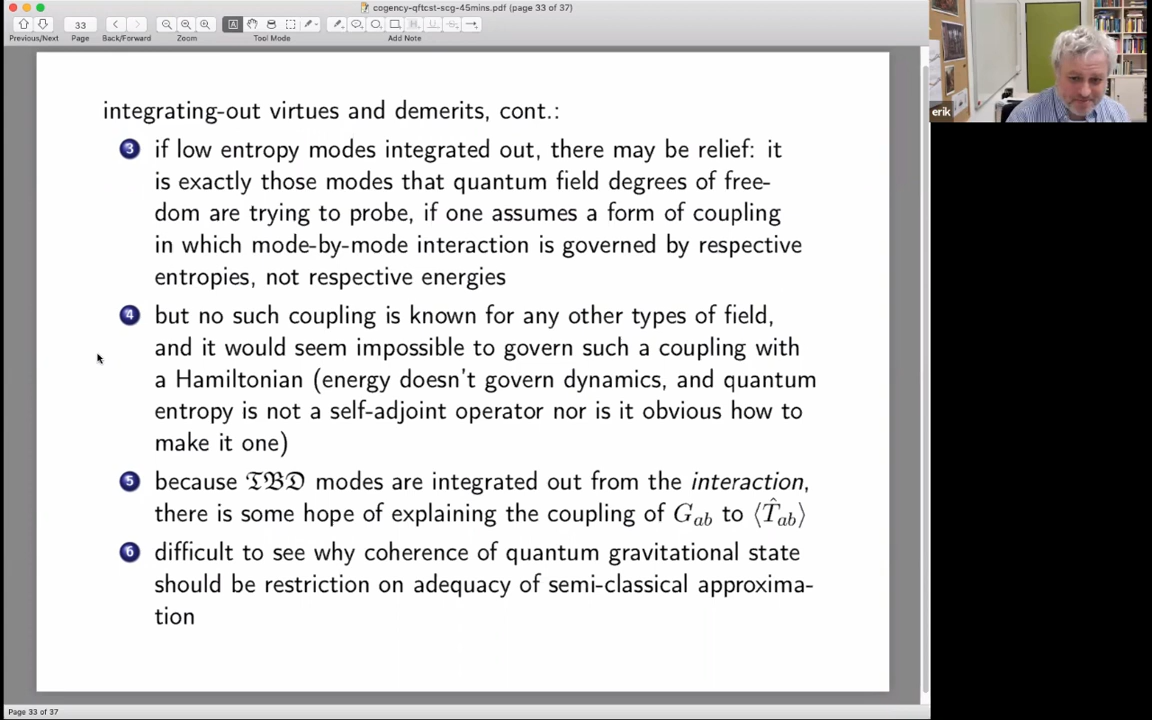 cogency-qftcst-scg-45mins.pdf (page 33 of 37)
33
Previous/Next Page Back/Forward Zoom Tool Mode Add Note
erik
integrating-out virtues and demerits, cont.:
3 if low entropy modes integrated out, there may be relief: it
is exactly those modes that quantum field degrees of free-
dom are trying to probe, if one assumes a form of coupling
in which mode-by-mode interaction is governed by respective
entropies, not respective energies
4 but no such coupling is known for any other types of field,
and it would seem impossible to govern such a coupling with
a Hamiltonian (energy doesn't govern dynamics, and quantum
entropy is not a self-adjoint operator nor is it obvious how to
make it one)
5 because 𝔗𝔅𝔇 modes are integrated out from the interaction,
there is some hope of explaining the coupling of G_ab to ⟨T̂_ab⟩
6 difficult to see why coherence of quantum gravitational state
should be restriction on adequacy of semi-classical approxima-
tion
Page 33 of 37